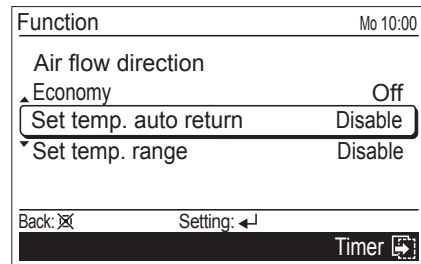 Function Mo 10:00
Air flow direction
Economy Off
Set temp. auto return Disable
Set temp. range Disable
Back: Setting:
Timer